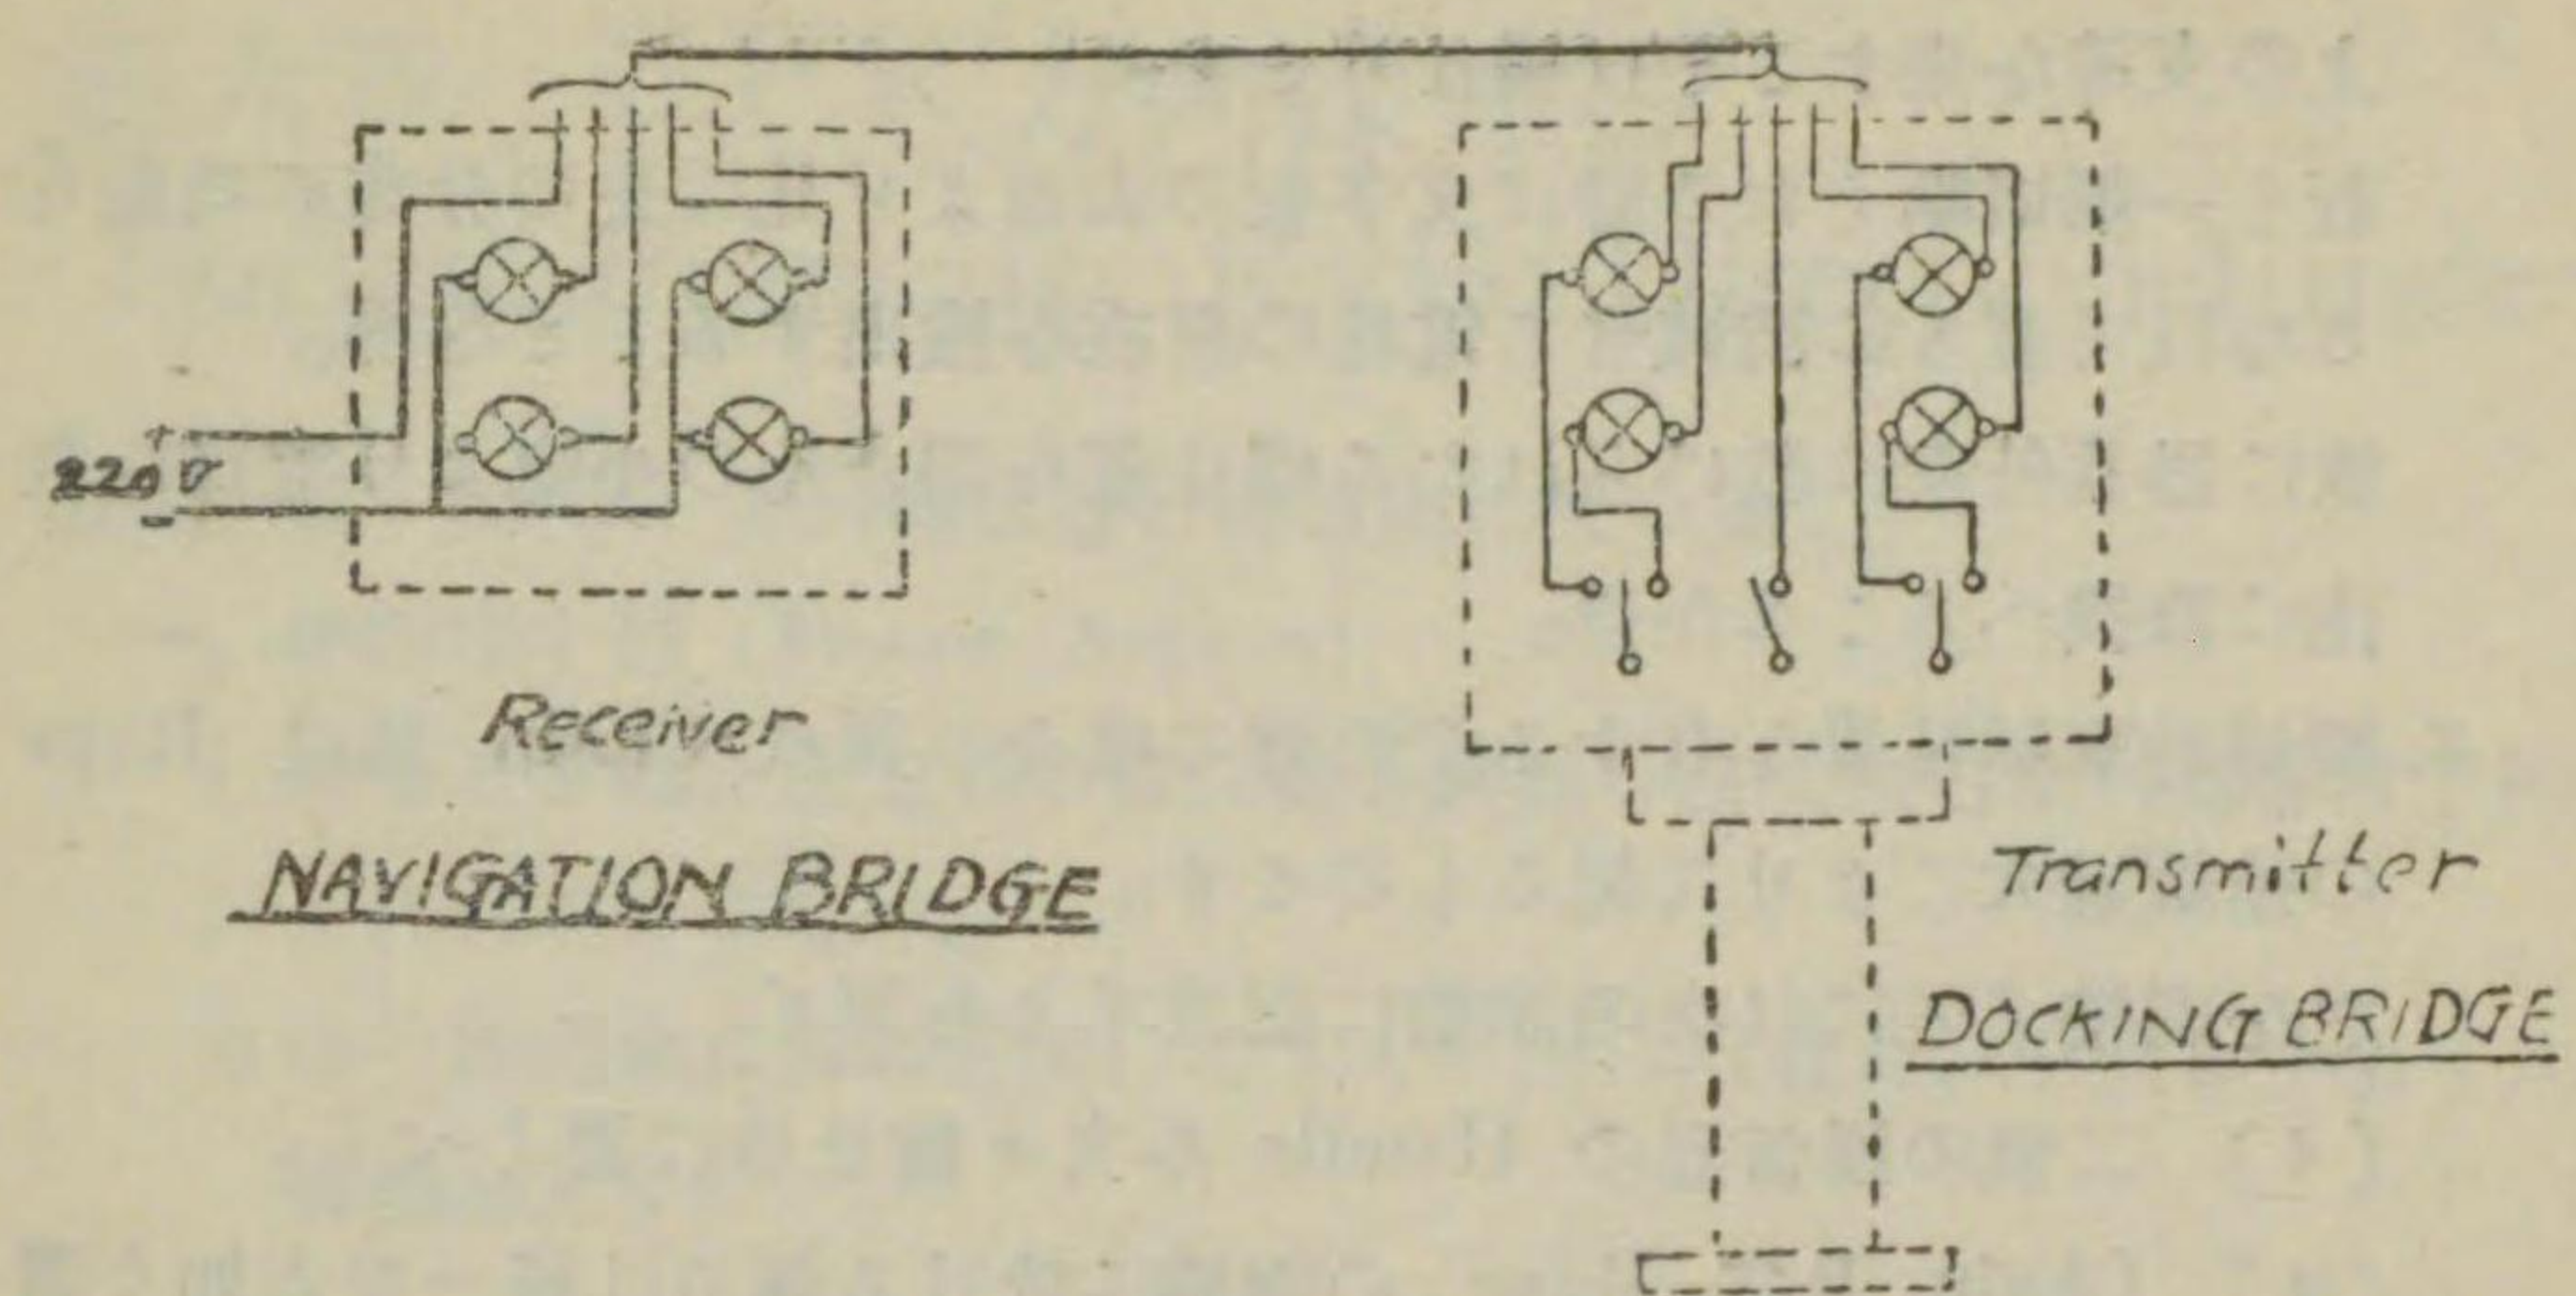 +
220 V
-
Receiver
NAVIGATION BRIDGE
Transmitter
DOCKING BRIDGE